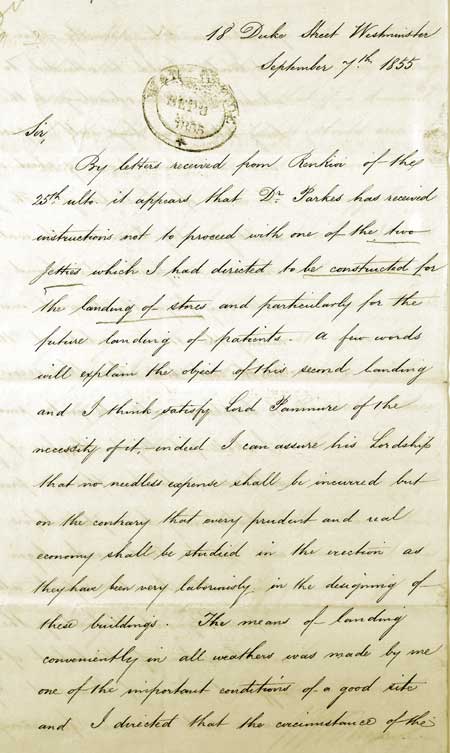 18 Duke Street Westminster
September 7th. 1855
WAR OFFICE
SEP 8
1855
Sir,
By letters received from Renkioi of the
25th. ulto. it appears that Dr. Parkes has received
instructions not to proceed with one of the two
Jetties which I had directed to be constructed for
the landing of stores and particularly for the
future landing of patients. A few words
will explain the object of this second landing
and I think satisfy Lord Panmure of the
necessity of it, – indeed I can assure his Lordship
that no needless expense shall be incurred but
on the contrary that every prudent and real
economy shall be studied in the erection as
they have been very laboriously in the designing of
these buildings. The means of landing
conveniently in all weathers was made by me
one of the important conditions of a good site
and I directed that the circumstance of the